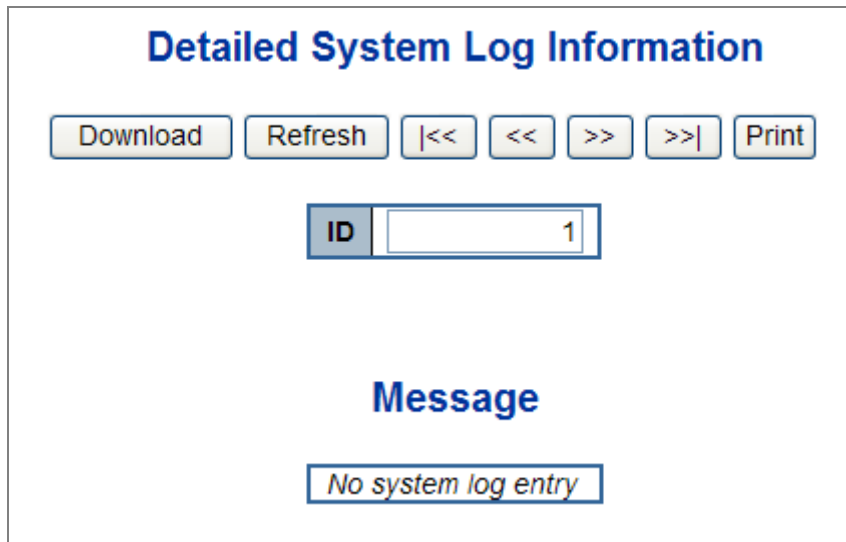 Detailed System Log Information
Download Refresh |<< << >> >>| Print
ID 1
Message
No system log entry